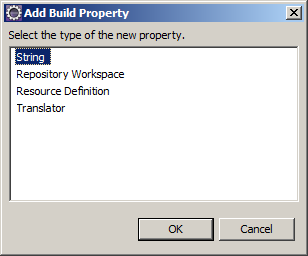 Add Build Property
Select the type of the new property.
String
Repository Workspace
Resource Definition
Translator
OK
Cancel